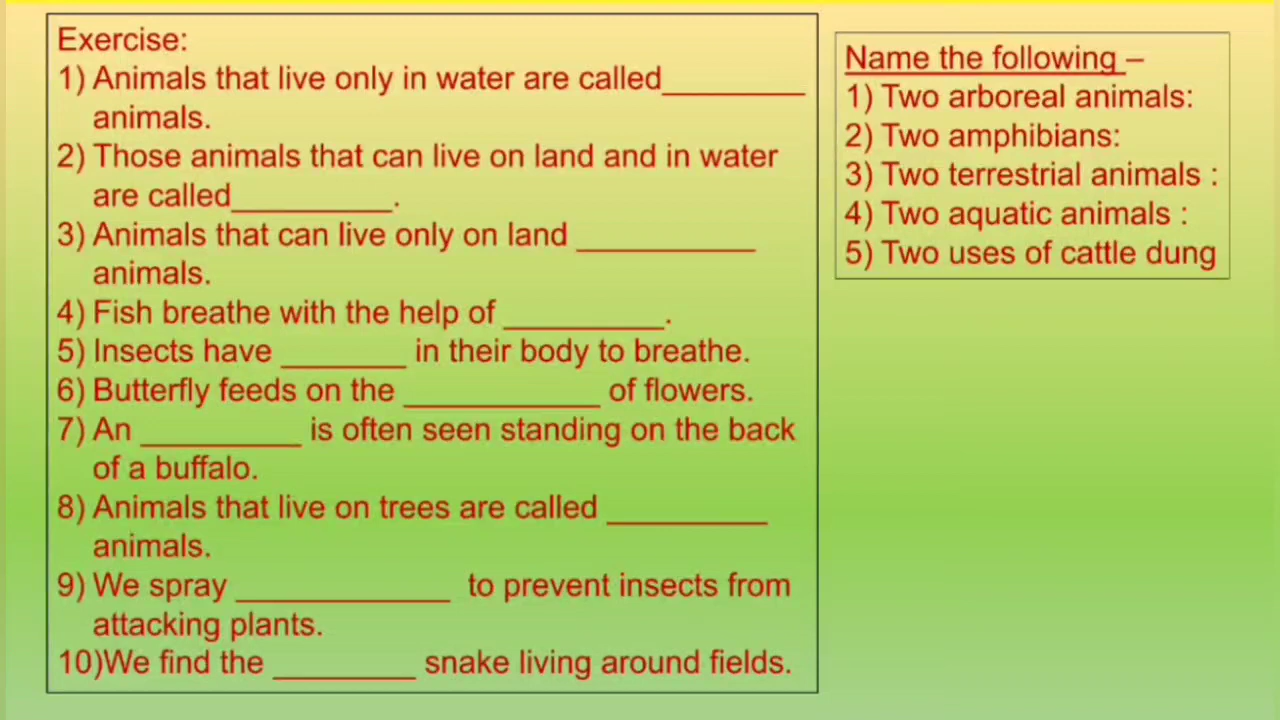 Exercise:
1) Animals that live only in water are called_________
animals.
2) Those animals that can live on land and in water
are called__________.
3) Animals that can live only on land ___________
animals.
4) Fish breathe with the help of __________.
5) Insects have ________ in their body to breathe.
6) Butterfly feeds on the ____________ of flowers.
7) An __________ is often seen standing on the back
of a buffalo.
8) Animals that live on trees are called __________
animals.
9) We spray _____________ to prevent insects from
attacking plants.
10)We find the _________ snake living around fields.
Name the following –
1) Two arboreal animals:
2) Two amphibians:
3) Two terrestrial animals :
4) Two aquatic animals :
5) Two uses of cattle dung